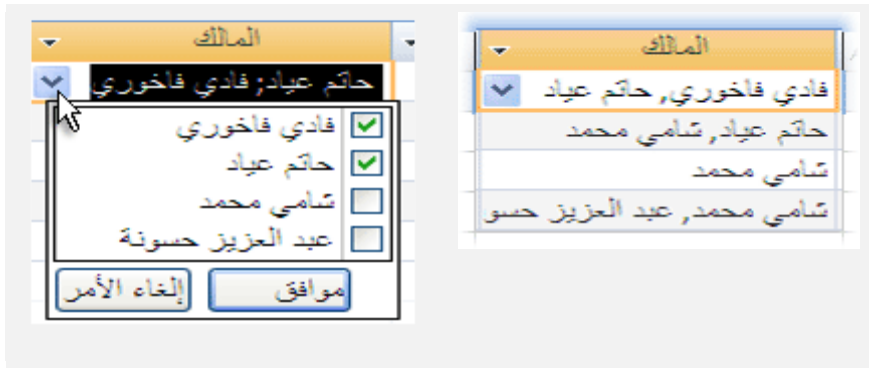 المالك
فادي فاخوري, حاتم عياد
حاتم عياد, شامي محمد
شامي محمد
شامي محمد, عبد العزيز حسو
المالك
حاتم عياد; فادي فاخوري
فادي فاخوري
حاتم عياد
شامي محمد
عبد العزيز حسونة
موافق
إلغاء الأمر